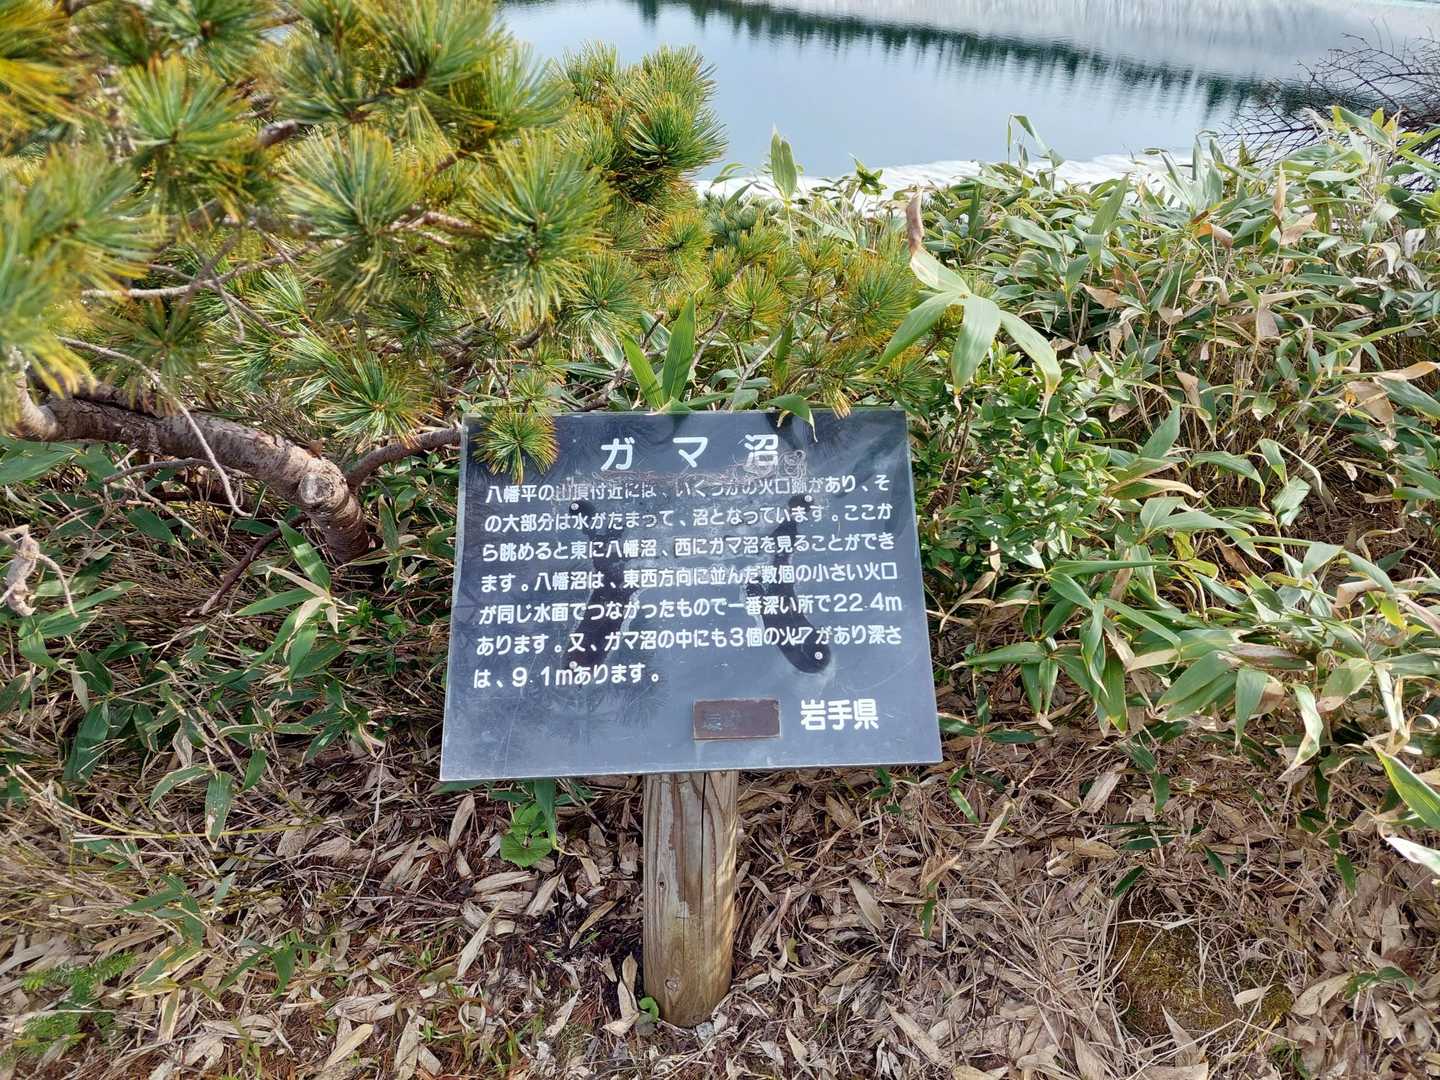 ガマ沼
八幡平の山頂付近には、いくつかの火口跡があり、そ
の大部分は水がたまって、沼となっています。ここか
ら眺めると東に八幡沼、西にガマ沼を見ることができ
ます。八幡沼は、東西方向に並んだ数個の小さい火口
が同じ水面でつながったもので一番深い所で22.4m
あります。又、ガマ沼の中にも3個の火口があり深さ
は、9.1mあります。
岩手県